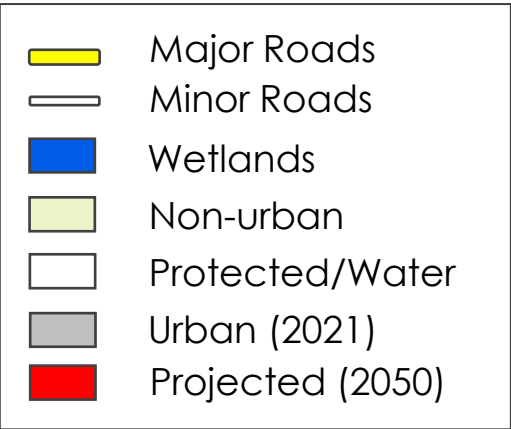 Major Roads
Minor Roads
Wetlands
Non-urban
Protected/Water
Urban (2021)
Projected (2050)